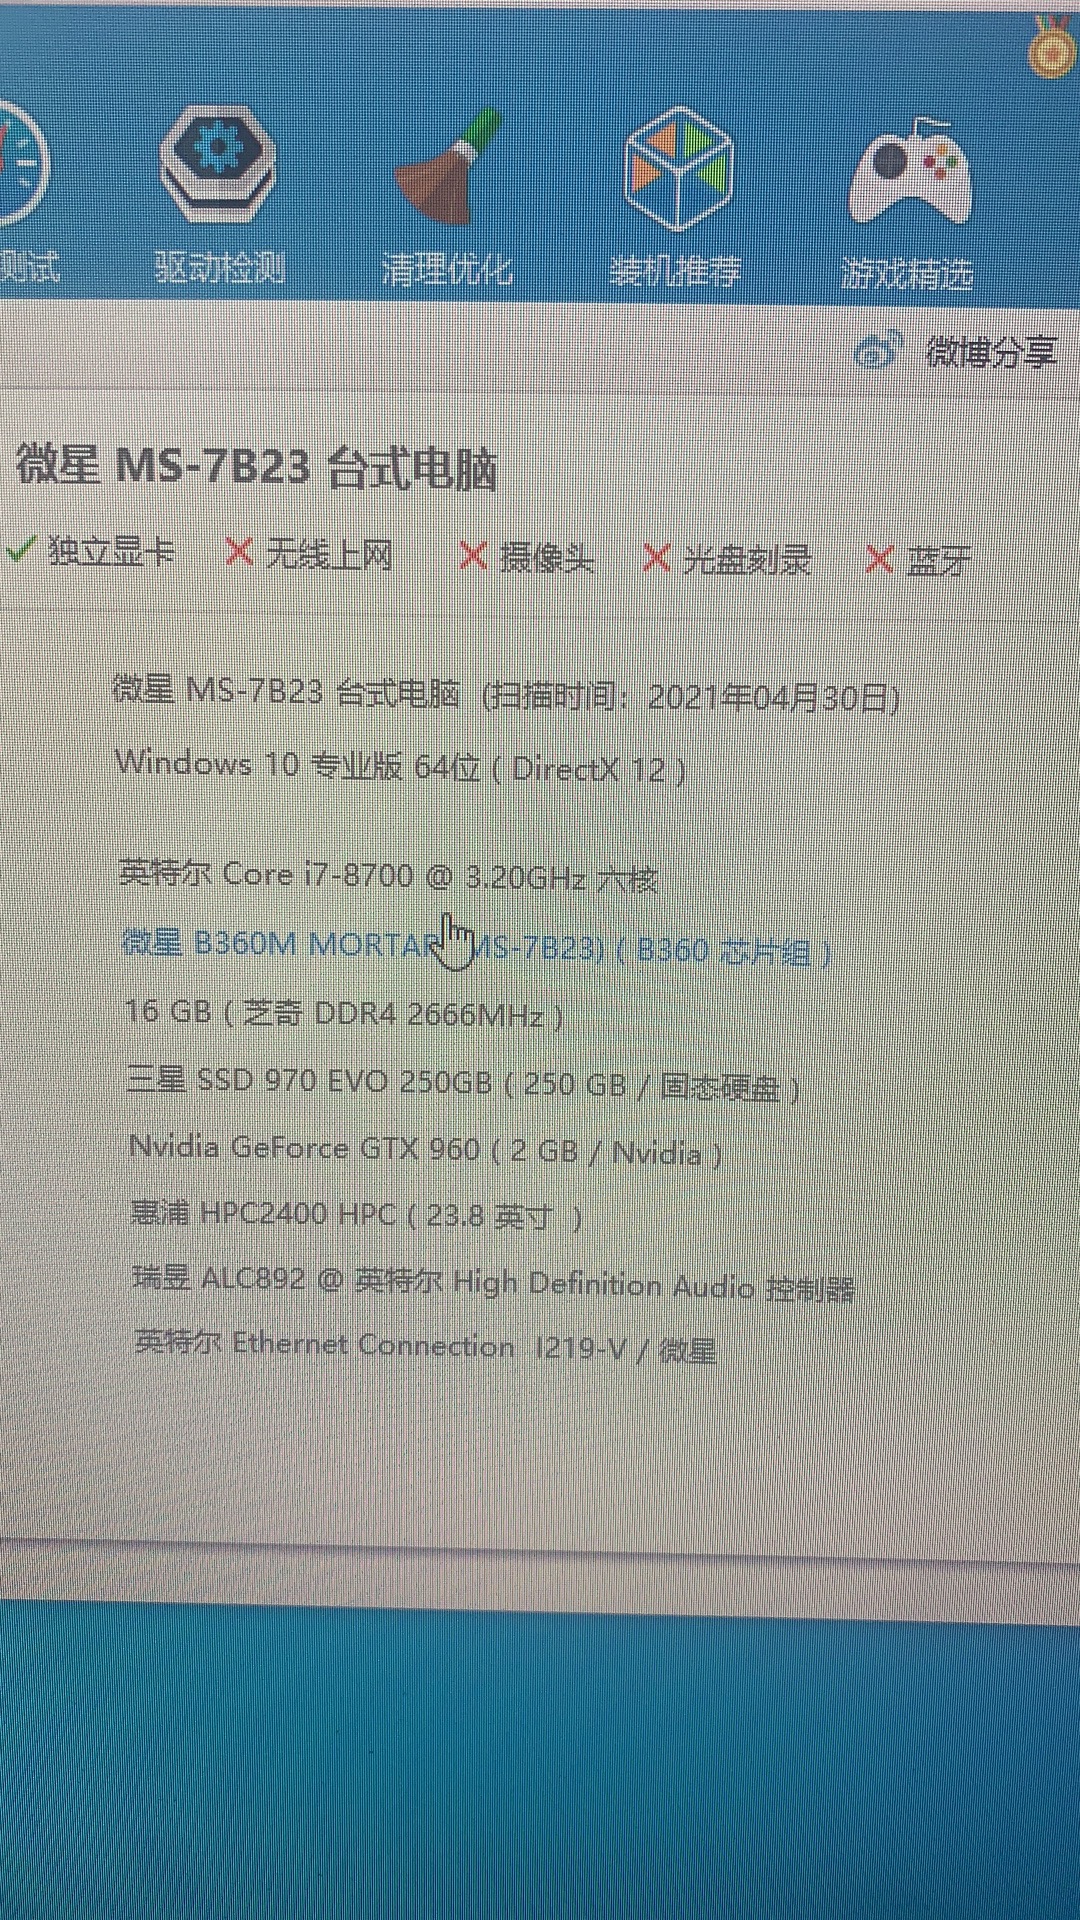 测试
驱动检测
清理优化
装机推荐
游戏精选
微博分享
微星 MS-7B23 台式电脑
独立显卡 无线上网 摄像头 光盘刻录 蓝牙
微星 MS-7B23 台式电脑 (扫描时间：2021年04月30日)
Windows 10 专业版 64位 ( DirectX 12 )
英特尔 Core i7-8700 @ 3.20GHz 六核
微星 B360M MORTAR MS-7B23) ( B360 芯片组 )
16 GB ( 芝奇 DDR4 2666MHz )
三星 SSD 970 EVO 250GB ( 250 GB / 固态硬盘 )
Nvidia GeForce GTX 960 ( 2 GB / Nvidia )
惠浦 HPC2400 HPC ( 23.8 英寸 )
瑞昱 ALC892 @ 英特尔 High Definition Audio 控制器
英特尔 Ethernet Connection I219-V / 微星